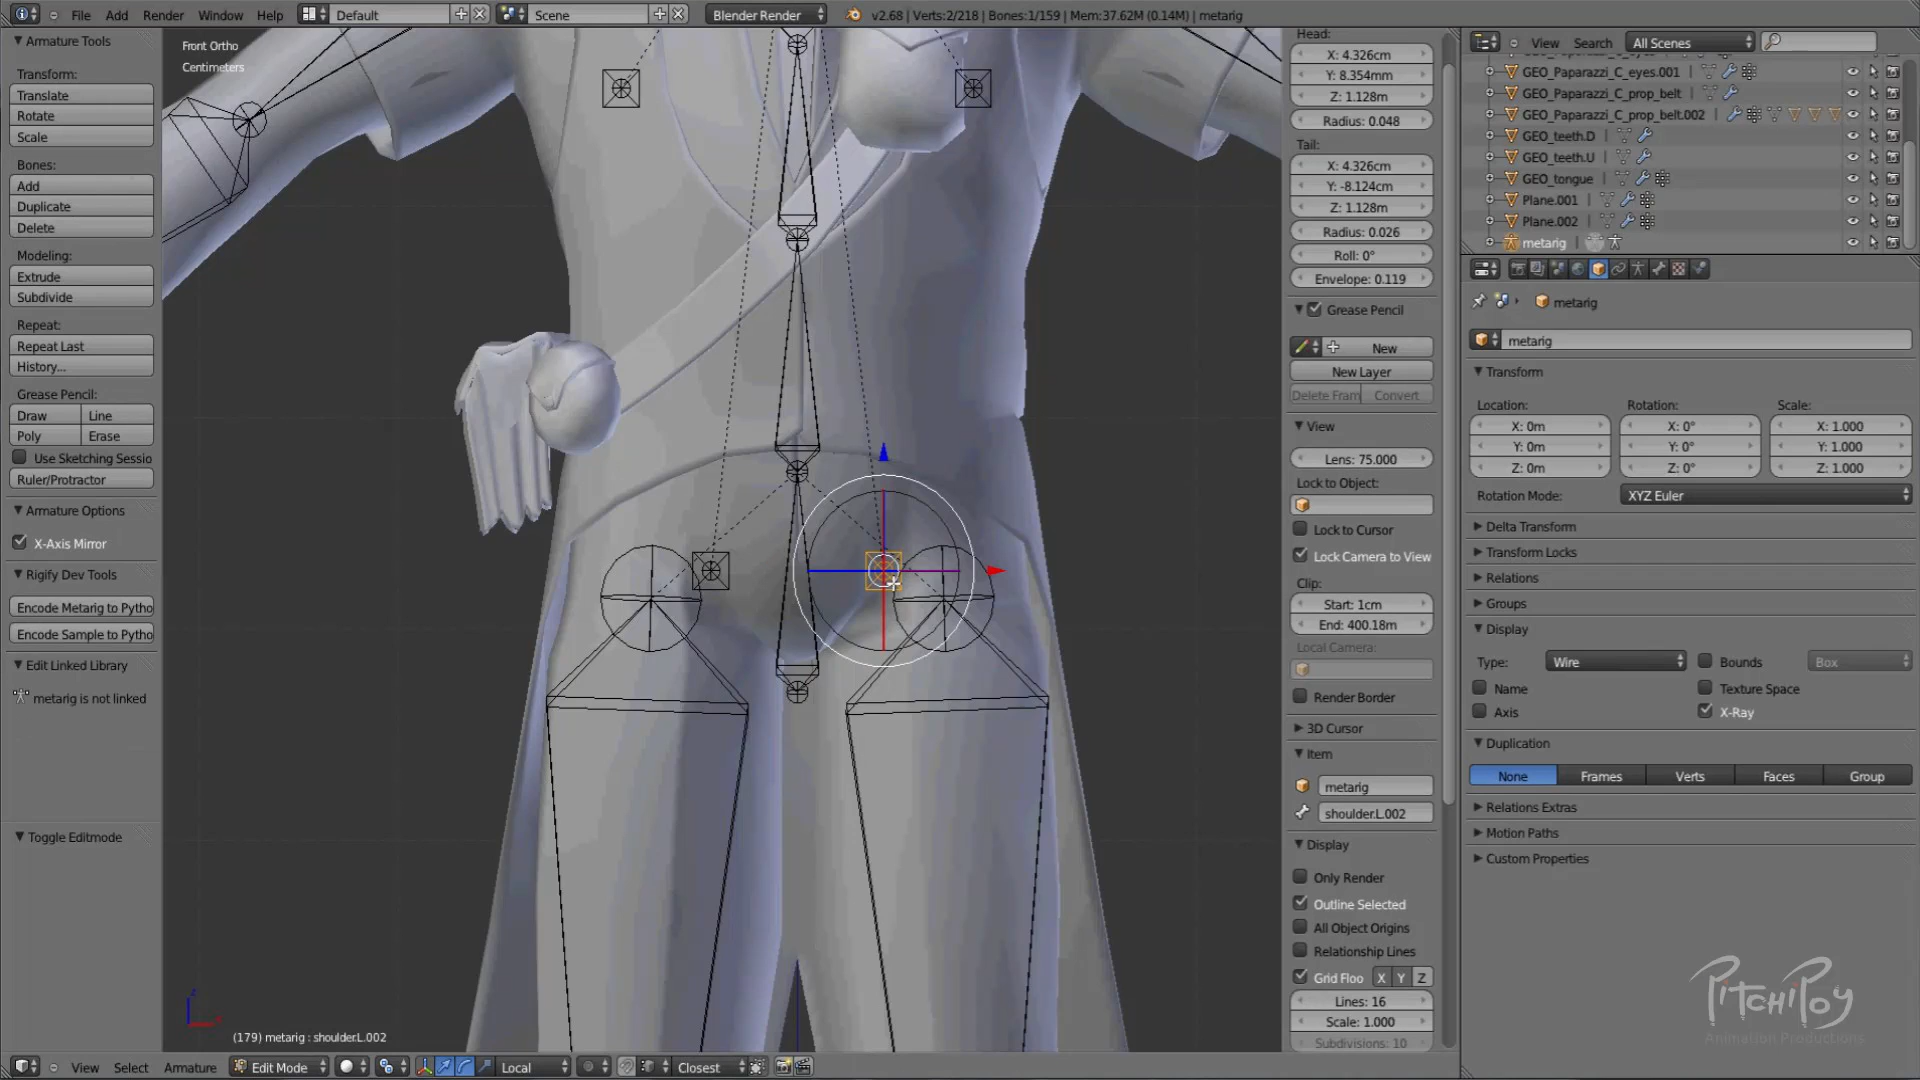 File Add Render Window Help Default Scene Blender Render v2.68 | Verts:2/218 | Bones:1/159 | Mem:37.62M (0.14M) | metarig
Armature Tools
Transform:
Translate
Rotate
Scale
Bones:
Add
Duplicate
Delete
Modeling:
Extrude
Subdivide
Repeat:
Repeat Last
History...
Grease Pencil:
Draw Line
Poly Erase
Use Sketching Sessio
Ruler/Protractor
Armature Options
X-Axis Mirror
Rigify Dev Tools
Encode Metarig to Pytho
Encode Sample to Pytho
Edit Linked Library
metarig is not linked
Toggle Editmode
Front Ortho
Centimeters
(179) metarig : shoulder.L.002
View Select Armature Edit Mode Local Closest
Head:
X: 4.326cm
Y: 8.354mm
Z: 1.128m
Radius: 0.048
Tail:
X: 4.326cm
Y: -8.124cm
Z: 1.128m
Radius: 0.026
Roll: 0°
Envelope: 0.119
Grease Pencil
New
New Layer
Delete Fram Convert
View
Lens: 75.000
Lock to Object:
Lock to Cursor
Lock Camera to View
Clip:
Start: 1cm
End: 400.18m
Local Camera:
Render Border
3D Cursor
Item
metarig
shoulder.L.002
Display
Only Render
Outline Selected
All Object Origins
Relationship Lines
Grid Floo X Y Z
Lines: 16
Scale: 1.000
Subdivisions: 10
View Search All Scenes
GEO_Paparazzi_C_eyes.001
GEO_Paparazzi_C_prop_belt
GEO_Paparazzi_C_prop_belt.002
GEO_teeth.D
GEO_teeth.U
GEO_tongue
Plane.001
Plane.002
metarig
metarig
metarig
Transform
Location: Rotation: Scale:
X: 0m X: 0° X: 1.000
Y: 0m Y: 0° Y: 1.000
Z: 0m Z: 0° Z: 1.000
Rotation Mode: XYZ Euler
Delta Transform
Transform Locks
Relations
Groups
Display
Type: Wire Bounds Box
Name Texture Space
Axis X-Ray
Duplication
None Frames Verts Faces Group
Relations Extras
Motion Paths
Custom Properties
PitchiPoy
Animation Productions